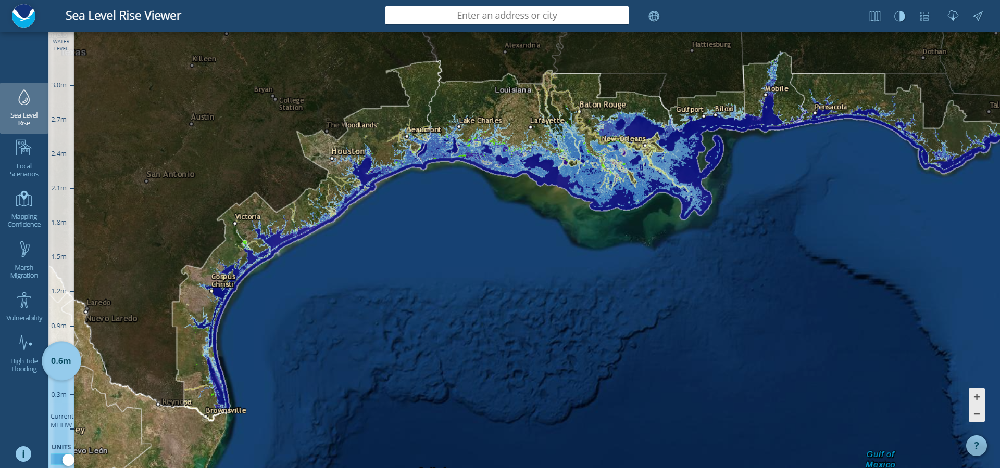 Sea Level Rise Viewer
Enter an address or city
WATER
LEVEL
3.0m
2.7m
2.4m
2.1m
1.8m
1.5m
1.2m
0.9m
0.6m
0.3m
Current
MHHW
UNITS
Sea Level
Rise
Local
Scenarios
Mapping
Confidence
Marsh
Migration
Vulnerability
High Tide
Flooding
i
Texas
Killeen
Bryan
College
Station
Austin
The Woodlands
Houston
San Antonio
Victoria
Corpus
Christi
Laredo
Nuevo Laredo
Reynosa
Brownsville
ey
evo León
Alexandria
Louisiana
Beaumont
Lake Charles
Lafayette
Baton Rouge
New Orleans
Hattiesburg
Gulfport
Biloxi
Mobile
Pensacola
Dothan
Tal
Gulf of
Mexico
+
−
?